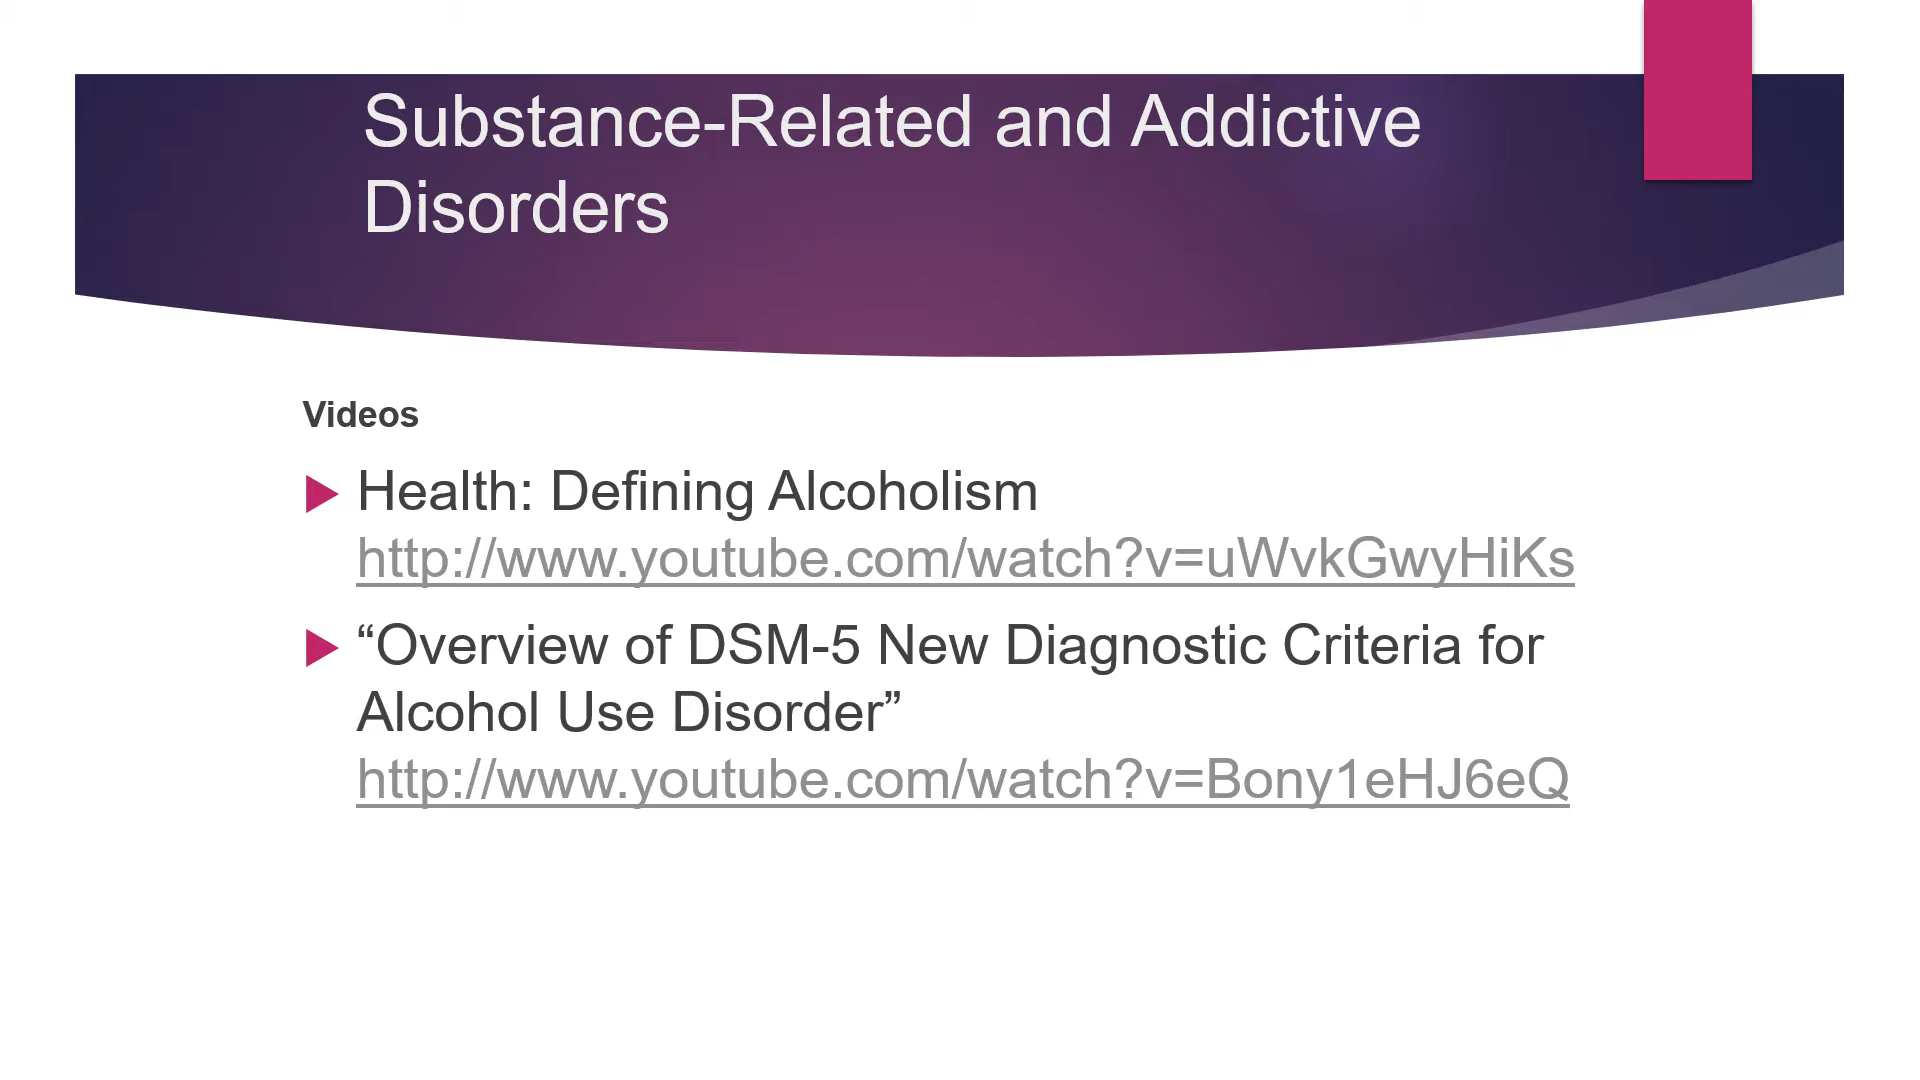 Substance-Related and Addictive
Disorders
Videos
Health: Defining Alcoholism
http://www.youtube.com/watch?v=uWvkGwyHiKs
“Overview of DSM-5 New Diagnostic Criteria for
Alcohol Use Disorder”
http://www.youtube.com/watch?v=Bony1eHJ6eQ